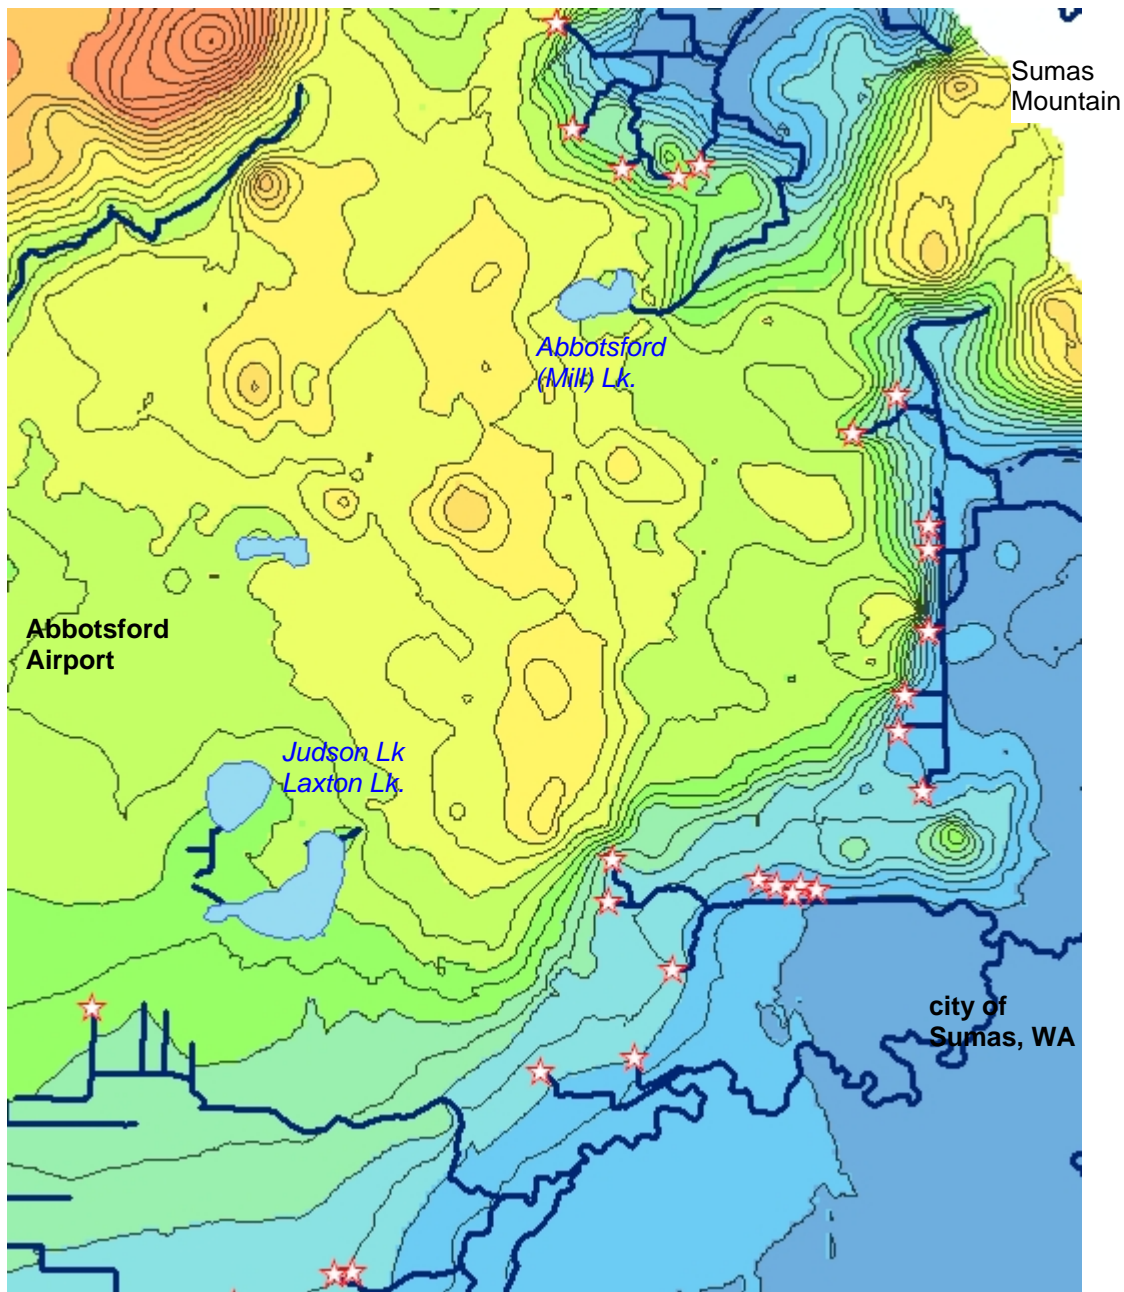 Sumas
Mountain
Abbotsford
(Mill) Lk.
Abbotsford
Airport
Judson Lk
Laxton Lk.
city of
Sumas, WA